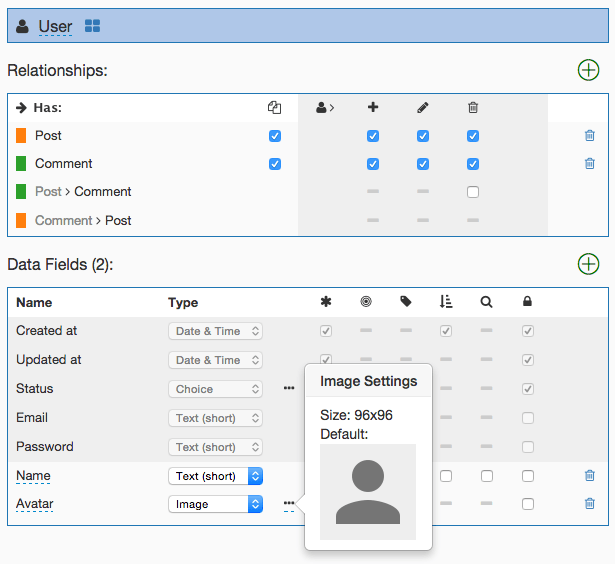 User
Relationships:
Has:
Post
Comment
Post > Comment
Comment > Post
Data Fields (2):
Name Type
Created at Date & Time
Updated at Date & Time
Status Choice
Email Text (short)
Password Text (short)
Name Text (short)
Avatar Image
Image Settings
Size: 96x96
Default: